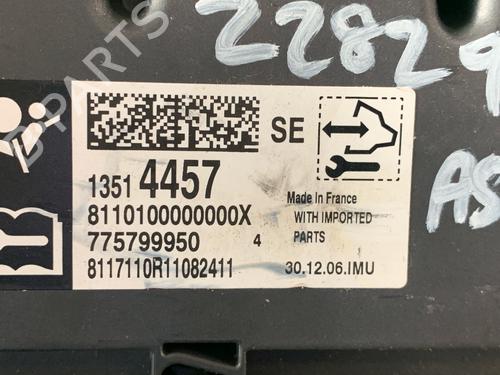 B-PARTS
2282
SE
1351 4457
8110100000000X
775799950 4
8117110R11082411
Made in France
WITH IMPORTED
PARTS
30.12.06.IMU
AS